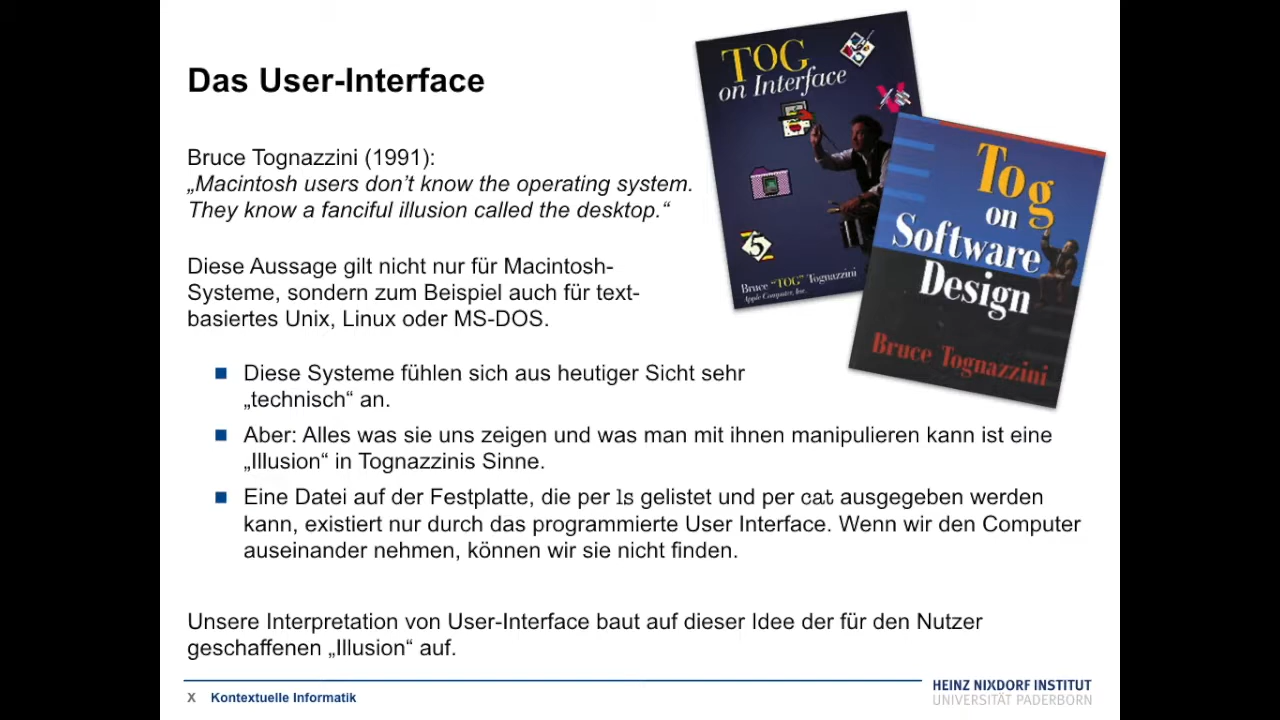 Das User-Interface
Bruce Tognazzini (1991):
„Macintosh users don’t know the operating system.
They know a fanciful illusion called the desktop.“
Diese Aussage gilt nicht nur für Macintosh-
Systeme, sondern zum Beispiel auch für text-
basiertes Unix, Linux oder MS-DOS.
■ Diese Systeme fühlen sich aus heutiger Sicht sehr
„technisch“ an.
■ Aber: Alles was sie uns zeigen und was man mit ihnen manipulieren kann ist eine
„Illusion“ in Tognazzinis Sinne.
■ Eine Datei auf der Festplatte, die per ls gelistet und per cat ausgegeben werden
kann, existiert nur durch das programmierte User Interface. Wenn wir den Computer
auseinander nehmen, können wir sie nicht finden.
Unsere Interpretation von User-Interface baut auf dieser Idee der für den Nutzer
geschaffenen „Illusion“ auf.
TOG
on Interface
Bruce "TOG" Tognazzini
Apple Computer, Inc.
Tog
on
Software
Design
Bruce Tognazzini
X Kontextuelle Informatik
HEINZ NIXDORF INSTITUT
UNIVERSITÄT PADERBORN